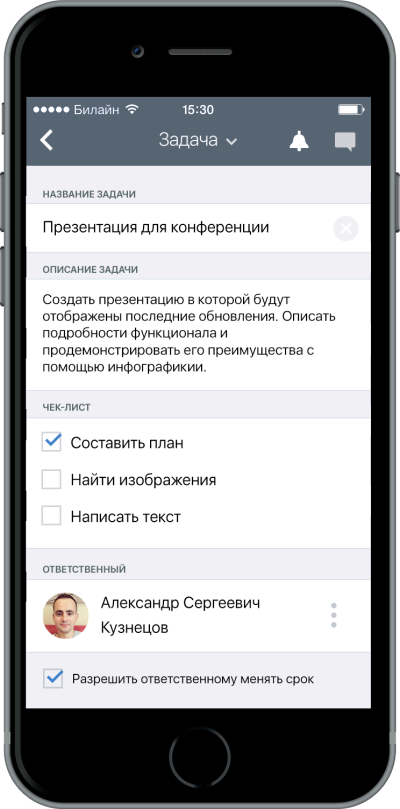 Билайн 15:30
Задача
НАЗВАНИЕ ЗАДАЧИ
Презентация для конференции
ОПИСАНИЕ ЗАДАЧИ
Создать презентацию в которой будут
отображены последние обновления. Описать
подробности функционала и
продемонстрировать его преимущества с
помощью инфографикии.
ЧЕК-ЛИСТ
Составить план
Найти изображения
Написать текст
ОТВЕТСТВЕННЫЙ
Александр Сергеевич
Кузнецов
Разрешить ответственному менять срок